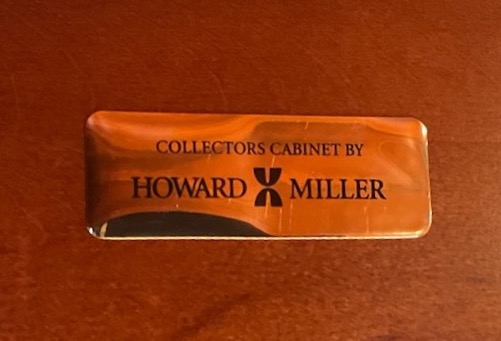 COLLECTORS CABINET BY
HOWARD MILLER